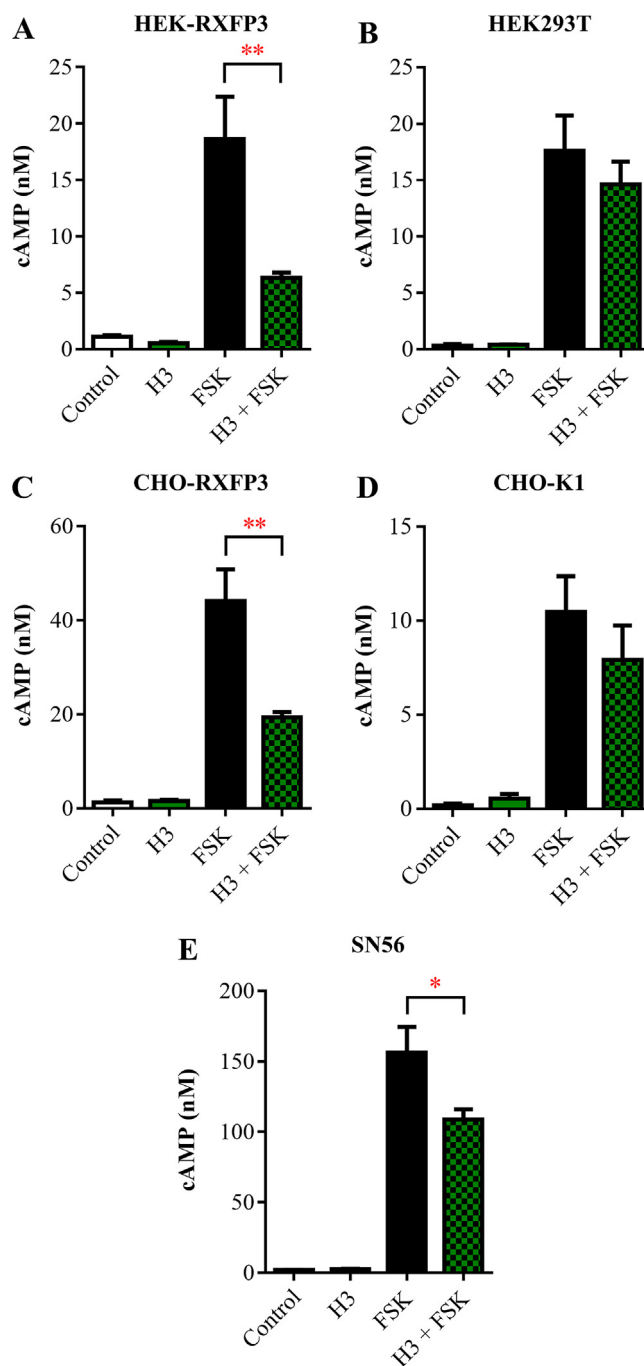 A
HEK-RXFP3
**
25
20
15
10
5
0
cAMP (nM)
Control
H3
FSK
H3 + FSK
B
HEK293T
25
20
15
10
5
0
cAMP (nM)
Control
H3
FSK
H3 + FSK
C
CHO-RXFP3
**
60
40
20
0
cAMP (nM)
Control
H3
FSK
H3 + FSK
D
CHO-K1
15
10
5
0
cAMP (nM)
Control
H3
FSK
H3 + FSK
E
SN56
*
200
150
100
50
0
cAMP (nM)
Control
H3
FSK
H3 + FSK